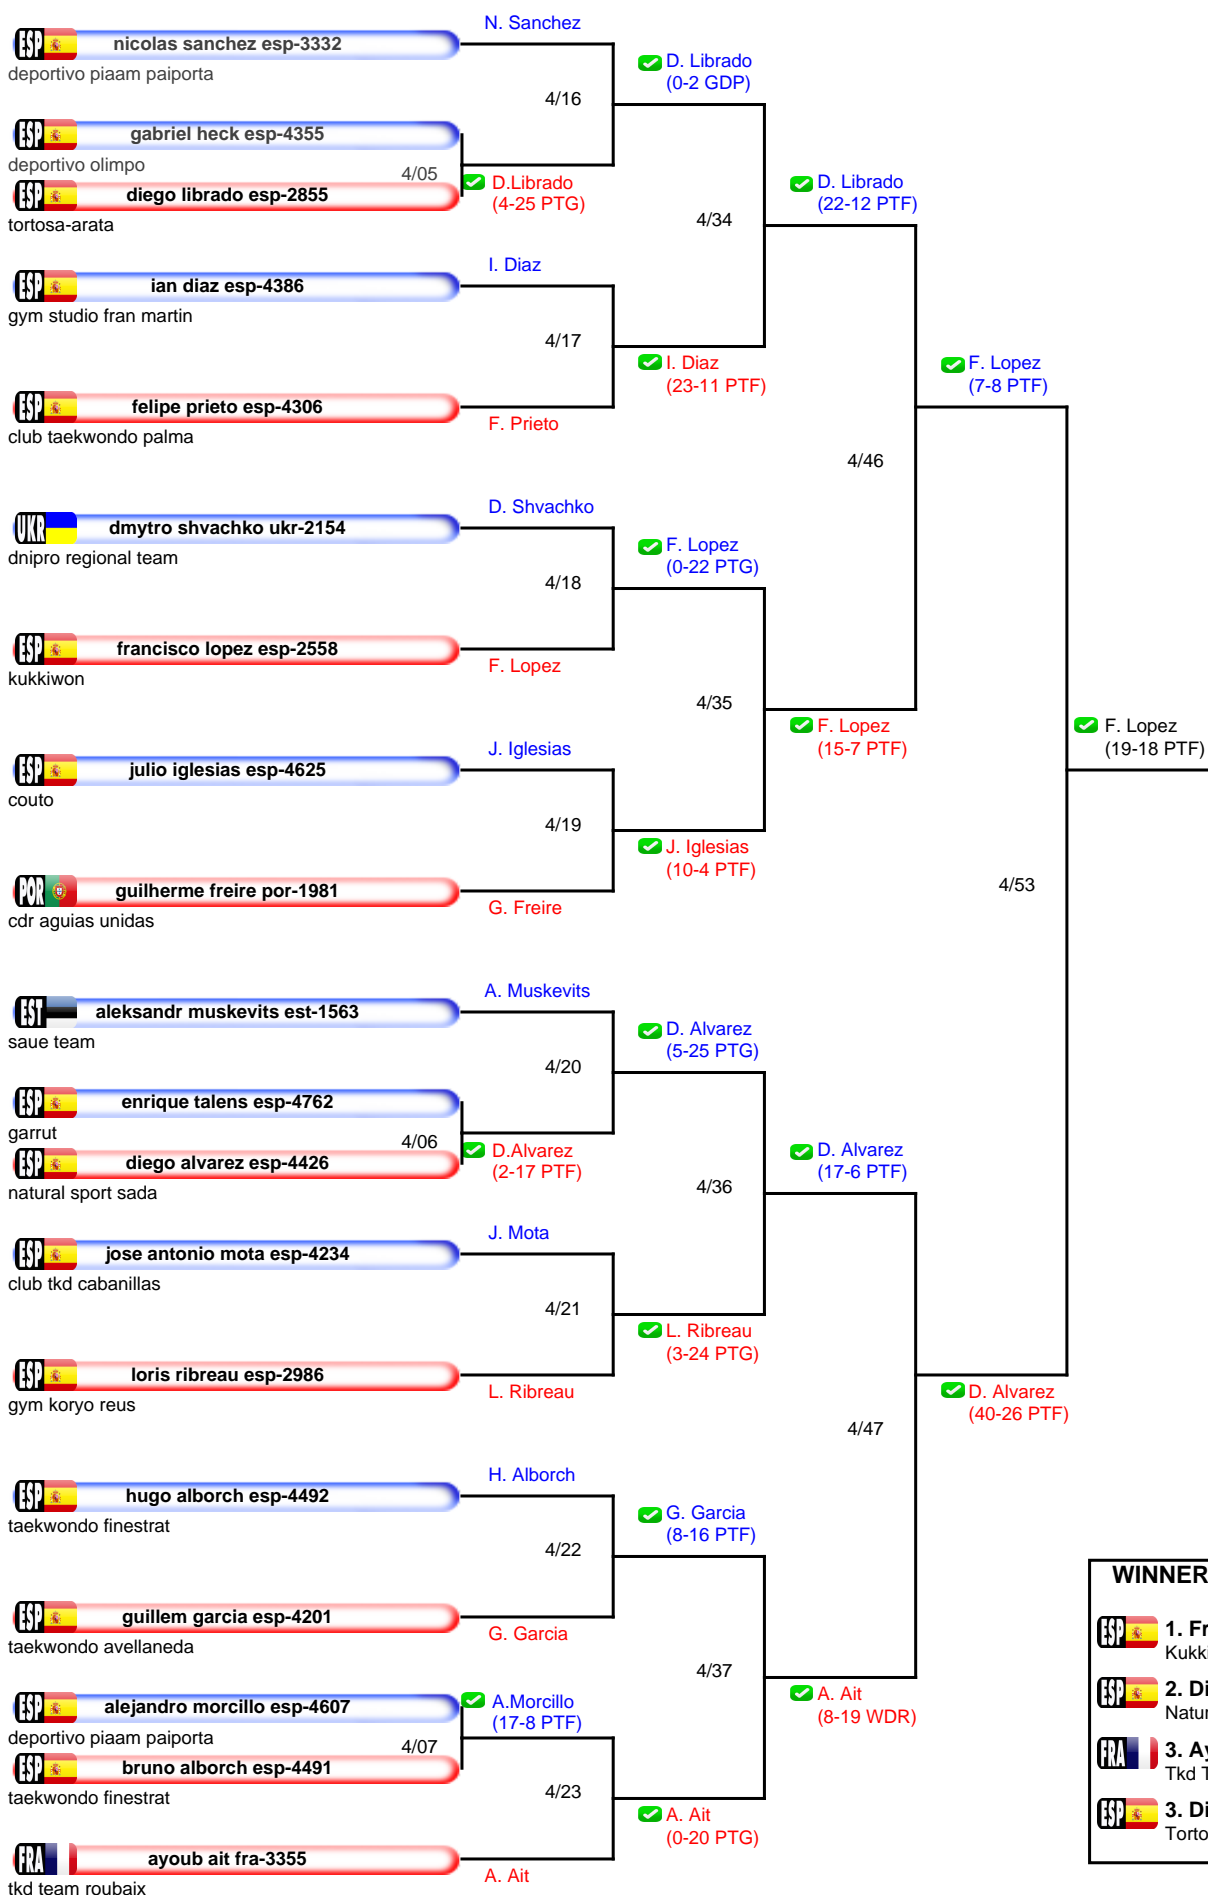 N. Sanchez
ESP nicolas sanchez esp-3332
deportivo piaam paiporta
D. Librado
(0-2 GDP)
4/16
ESP gabriel heck esp-4355
deportivo olimpo
4/05
D.Librado
(4-25 PTG)
ESP diego librado esp-2855
tortosa-arata
D. Librado
(22-12 PTF)
4/34
I. Diaz
ESP ian diaz esp-4386
gym studio fran martin
4/17
I. Diaz
(23-11 PTF)
F. Lopez
(7-8 PTF)
ESP felipe prieto esp-4306
F. Prieto
club taekwondo palma
4/46
D. Shvachko
UKR dmytro shvachko ukr-2154
dnipro regional team
F. Lopez
(0-22 PTG)
4/18
ESP francisco lopez esp-2558
F. Lopez
kukkiwon
4/35
F. Lopez
(15-7 PTF)
F. Lopez
(19-18 PTF)
J. Iglesias
ESP julio iglesias esp-4625
couto
4/19
J. Iglesias
(10-4 PTF)
4/53
POR guilherme freire por-1981
G. Freire
cdr aguias unidas
A. Muskevits
EST aleksandr muskevits est-1563
saue team
D. Alvarez
(5-25 PTG)
4/20
ESP enrique talens esp-4762
garrut
4/06
D.Alvarez
(2-17 PTF)
ESP diego alvarez esp-4426
natural sport sada
D. Alvarez
(17-6 PTF)
4/36
J. Mota
ESP jose antonio mota esp-4234
club tkd cabanillas
4/21
L. Ribreau
(3-24 PTG)
ESP loris ribreau esp-2986
L. Ribreau
gym koryo reus
D. Alvarez
(40-26 PTF)
4/47
H. Alborch
ESP hugo alborch esp-4492
taekwondo finestrat
G. Garcia
(8-16 PTF)
4/22
ESP guillem garcia esp-4201
G. Garcia
taekwondo avellaneda
4/37
A. Ait
(8-19 WDR)
ESP alejandro morcillo esp-4607
deportivo piaam paiporta
A.Morcillo
(17-8 PTF)
4/07
ESP bruno alborch esp-4491
taekwondo finestrat
4/23
A. Ait
(0-20 PTG)
FRA ayoub ait fra-3355
A. Ait
tkd team roubaix
WINNER
ESP 1. Fr
Kukki
ESP 2. Di
Natur
FRA 3. Ay
Tkd T
ESP 3. Di
Torto